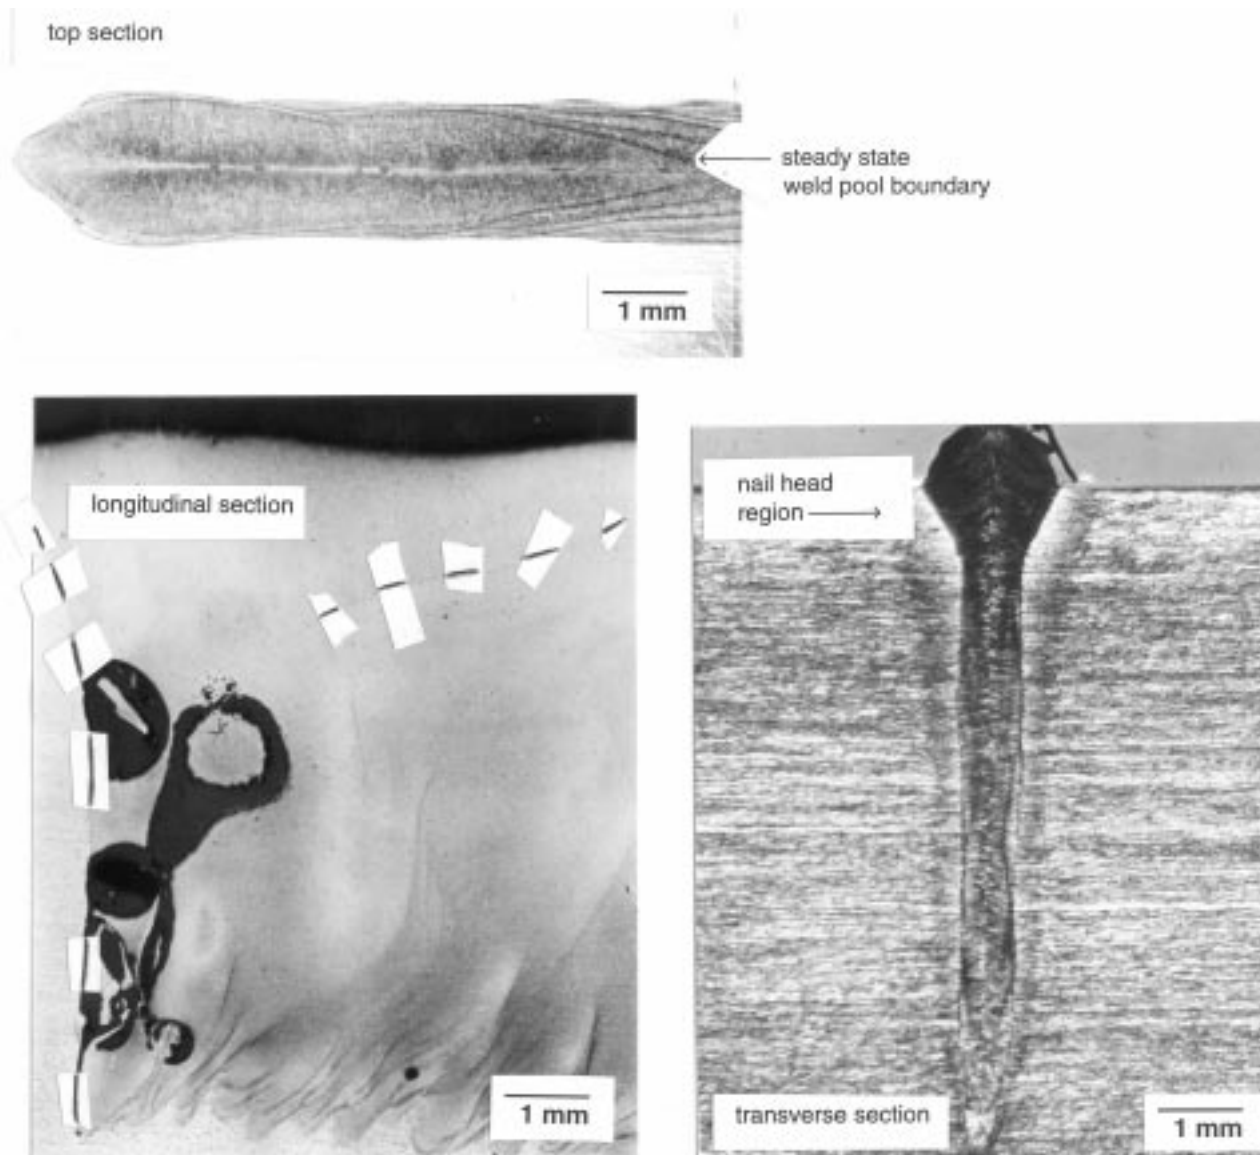 top section
steady state
weld pool boundary
1 mm
longitudinal section
1 mm
nail head
region
transverse section
1 mm